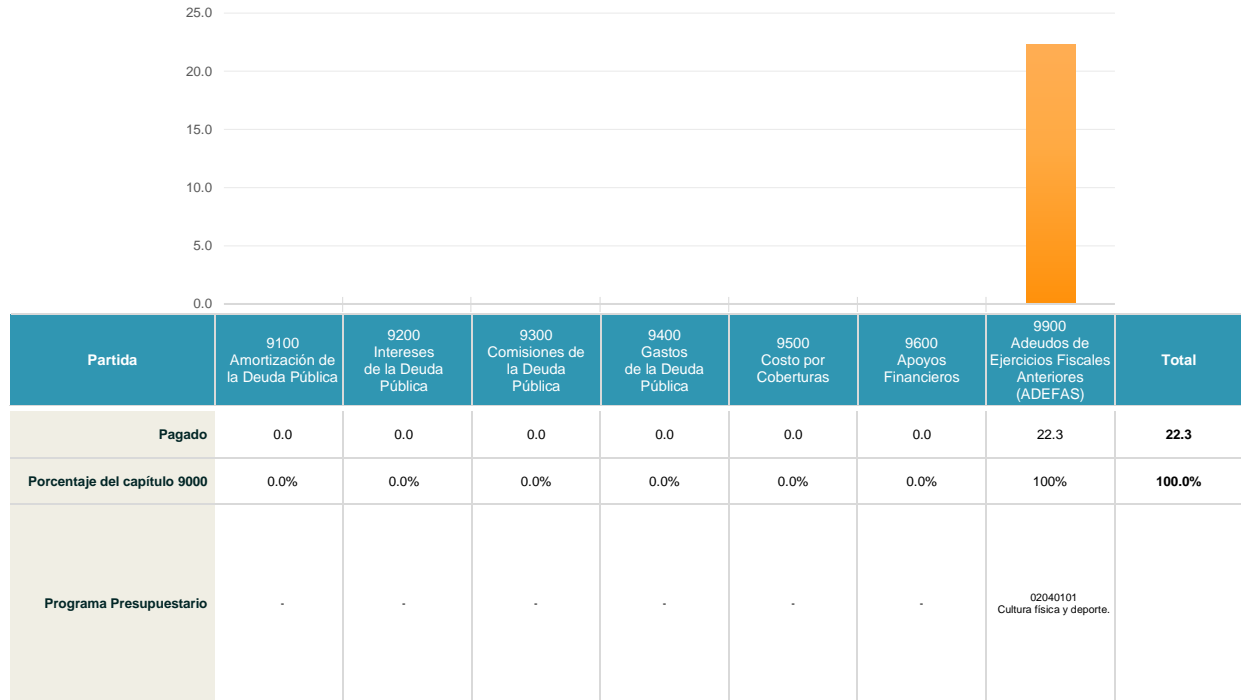 25.0
20.0
15.0
10.0
5.0
0.0
Partida
9100
Amortización de
la Deuda Pública
9200
Intereses
de la Deuda
Pública
9300
Comisiones de
la Deuda
Pública
9400
Gastos
de la Deuda
Pública
9500
Costo por
Coberturas
9600
Apoyos
Financieros
9900
Adeudos de
Ejercicios Fiscales
Anteriores
(ADEFAS)
Total
Pagado 0.0 0.0 0.0 0.0 0.0 0.0 22.3 22.3
Porcentaje del capítulo 9000 0.0% 0.0% 0.0% 0.0% 0.0% 0.0% 100% 100.0%
Programa Presupuestario - - - - - -
02040101
Cultura física y deporte.